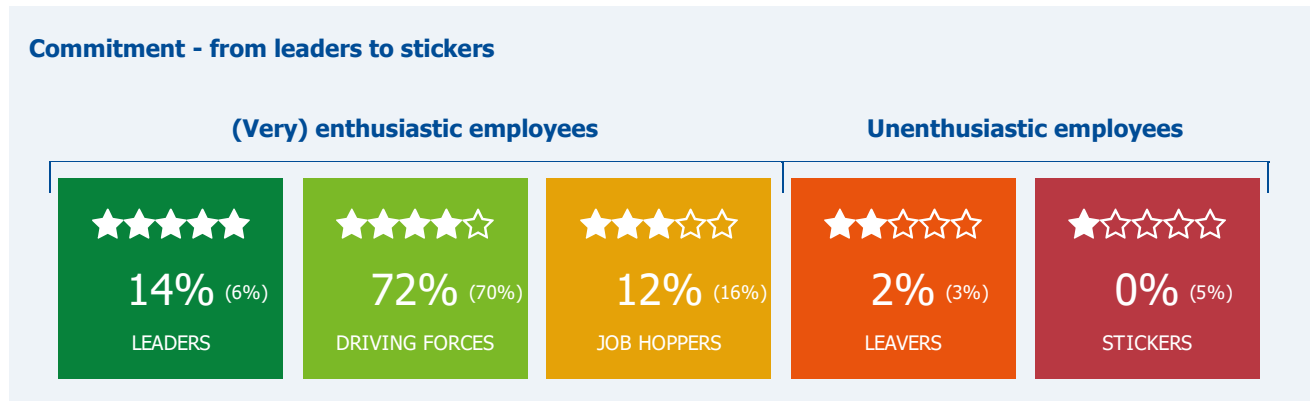 Commitment - from leaders to stickers
(Very) enthusiastic employees
Unenthusiastic employees
14% (6%)
LEADERS
72% (70%)
DRIVING FORCES
12% (16%)
JOB HOPPERS
2% (3%)
LEAVERS
0% (5%)
STICKERS